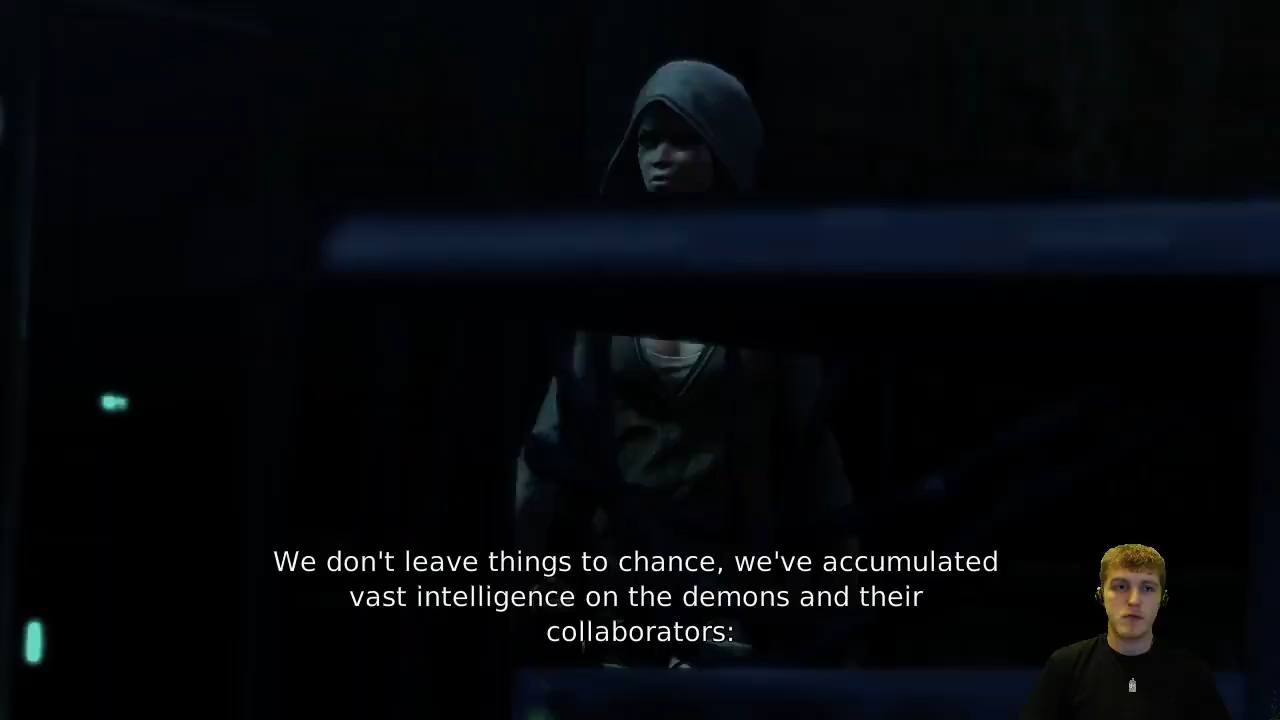 We don't leave things to chance, we've accumulated
vast intelligence on the demons and their
collaborators: